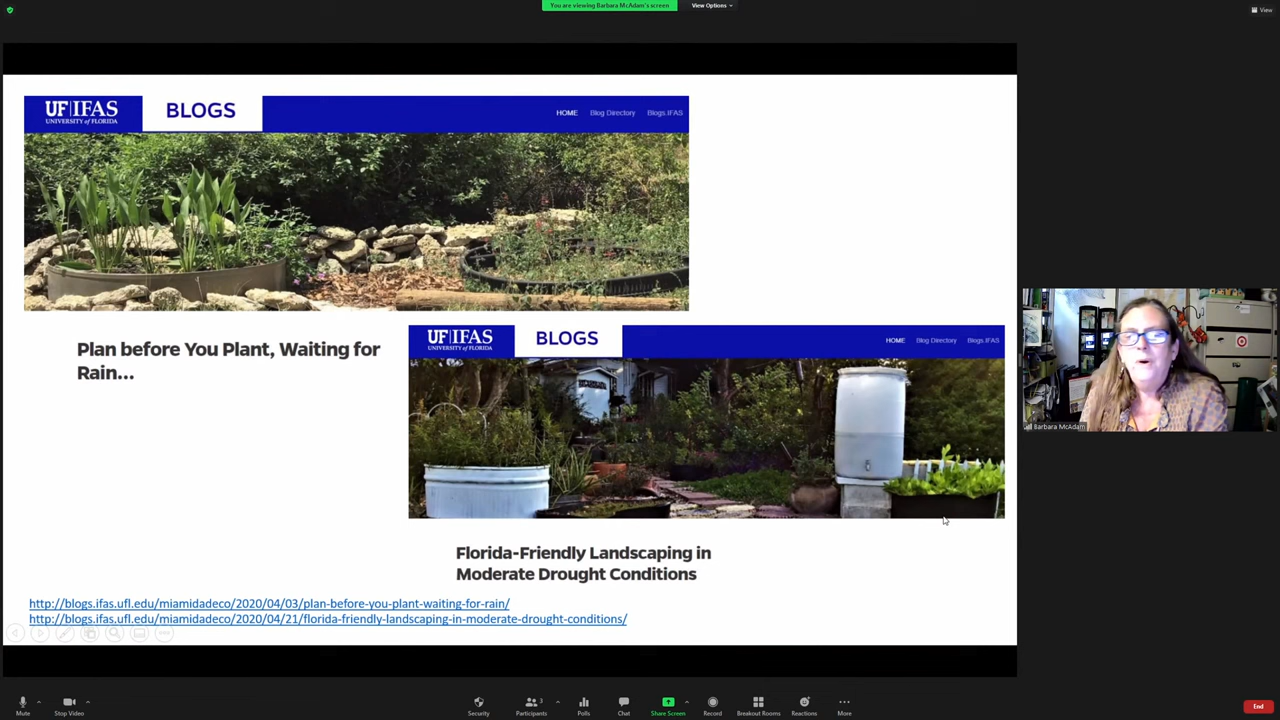 You are viewing Barbara McAdam's screen
View Options
View
UF|IFAS
UNIVERSITY of FLORIDA
BLOGS
HOME
Blog Directory
Blogs.IFAS
Plan before You Plant, Waiting for
Rain...
UF|IFAS
UNIVERSITY of FLORIDA
BLOGS
HOME
Blog Directory
Blogs.IFAS
Barbara McAdam
Florida-Friendly Landscaping in
Moderate Drought Conditions
http://blogs.ifas.ufl.edu/miamidadeco/2020/04/03/plan-before-you-plant-waiting-for-rain/
http://blogs.ifas.ufl.edu/miamidadeco/2020/04/21/florida-friendly-landscaping-in-moderate-drought-conditions/
Mute
Stop Video
Security
Participants
3
Polls
Chat
Share Screen
Record
Breakout Rooms
Reactions
More
End